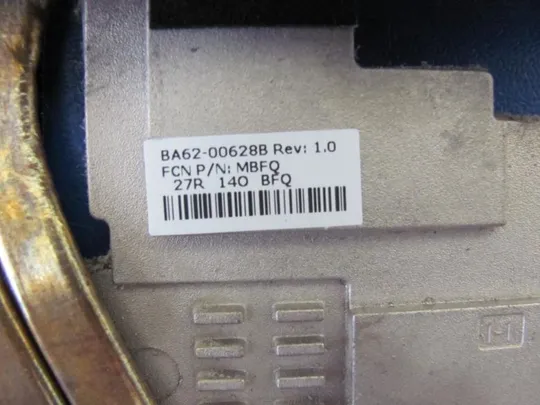 BA62-00628B Rev: 1.0
FCN P/N: MBFQ
27R 140 BFQ
H